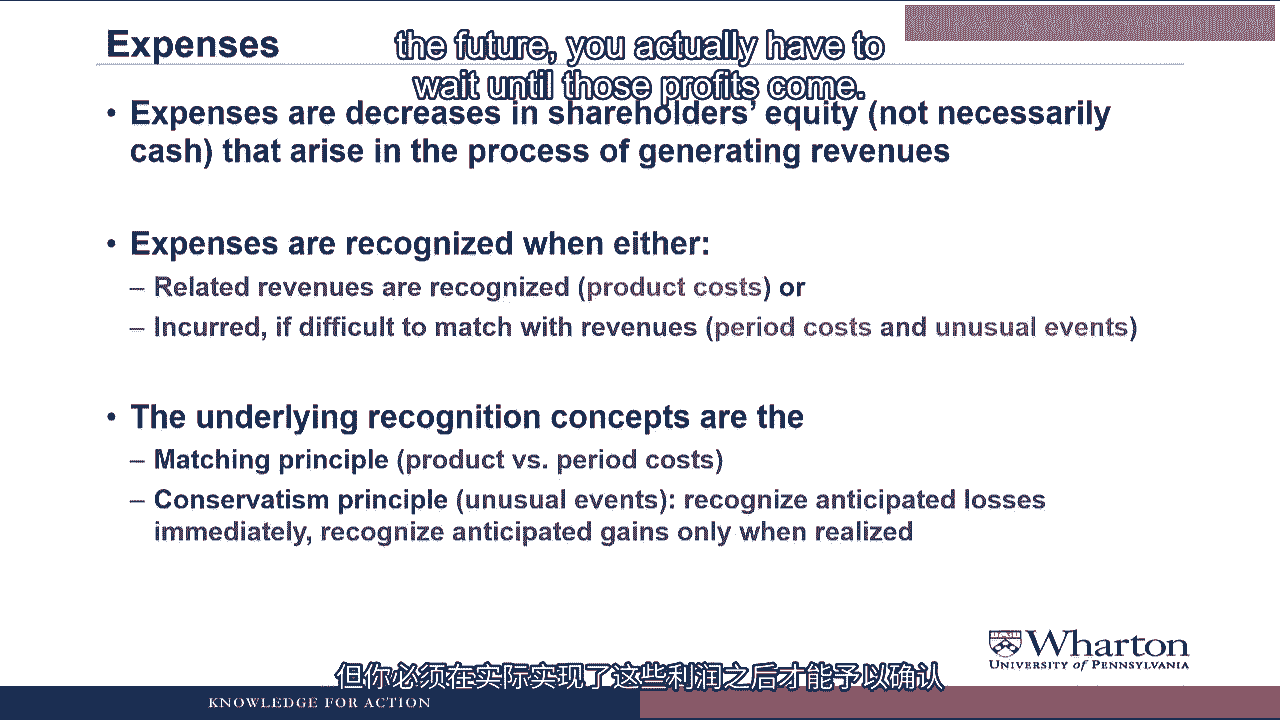 Expenses
the future, you actually have to
wait until those profits come.
• Expenses are decreases in shareholders' equity (not necessarily
cash) that arise in the process of generating revenues
• Expenses are recognized when either:
– Related revenues are recognized (product costs) or
– Incurred, if difficult to match with revenues (period costs and unusual events)
• The underlying recognition concepts are the
– Matching principle (product vs. period costs)
– Conservatism principle (unusual events): recognize anticipated losses
immediately, recognize anticipated gains only when realized
Wharton
UNIVERSITY of PENNSYLVANIA
但你必须在实际实现了这些利润之后才能予以确认
KNOWLEDGE FOR ACTION